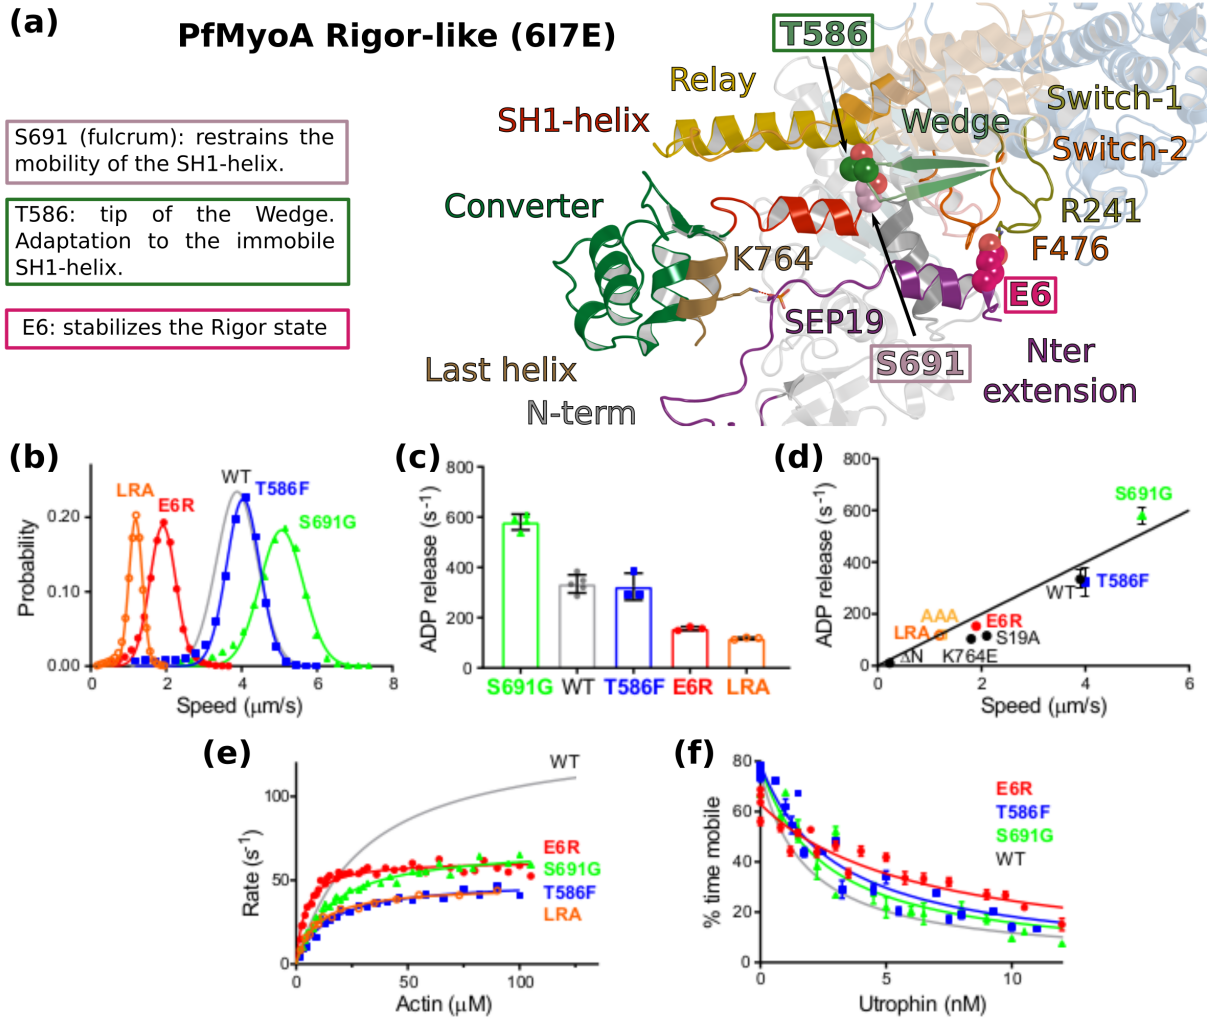 (a)
PfMyoA Rigor-like (6I7E)
T586
Relay
SH1-helix
Wedge
Switch-1
Switch-2
S691 (fulcrum): restrains the
mobility of the SH1-helix.
T586: tip of the Wedge.
Adaptation to the immobile
SH1-helix.
E6: stabilizes the Rigor state
Converter
K764
R241
F476
E6
SEP19
S691
Last helix
N-term
Nter
extension
(b)
Probability
0.20
0.10
0.00
0
2
4
6
8
Speed (μm/s)
LRA
E6R
WT
T586F
S691G
(c)
ADP release (s-1)
800
600
400
200
0
S691G
WT
T586F
E6R
LRA
(d)
ADP release (s-1)
800
600
400
200
0
0
2
4
6
Speed (μm/s)
S691G
WT
T586F
AAA
LRA
E6R
S19A
ΔN
K764E
(e)
Rate (s-1)
100
50
0
0
50
100
Actin (μM)
WT
E6R
S691G
T586F
LRA
(f)
% time mobile
80
60
40
20
0
0
5
10
Utrophin (nM)
E6R
T586F
S691G
WT